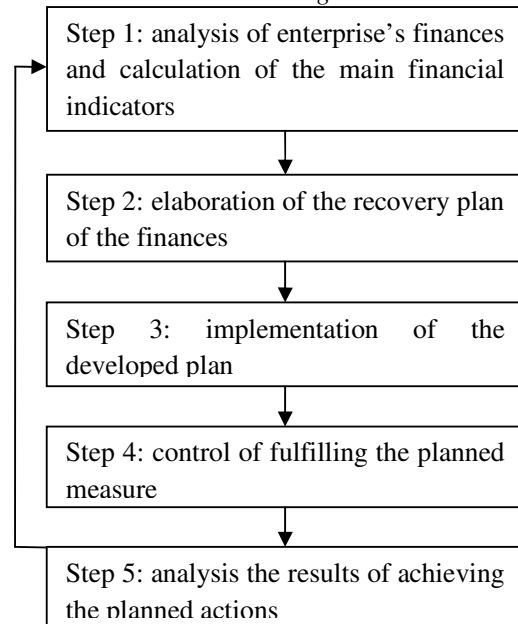 Step 1: analysis of enterprise’s finances
and calculation of the main financial
indicators
Step 2: elaboration of the recovery plan
of the finances
Step 3: implementation of the
developed plan
Step 4: control of fulfilling the planned
measure
Step 5: analysis the results of achieving
the planned actions